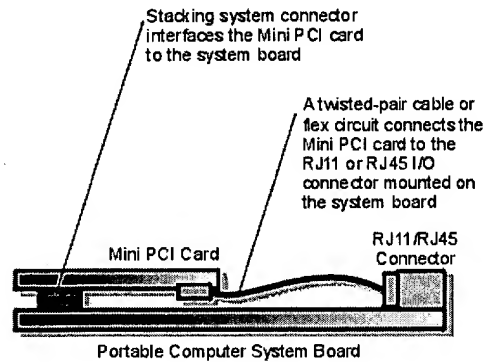 Stacking system connector
interfaces the Mini PCI card
to the system board
A twisted-pair cable or
flex circuit connects the
Mini PCI card to the
RJ11 or RJ45 I/O
connector mounted on
the system board
RJ11/RJ45
Connector
Mini PCI Card
Portable Computer System Board